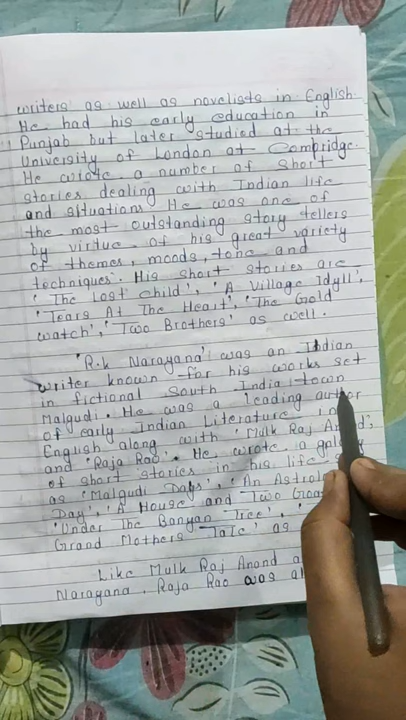 writers as well as novelists in English.
He had his early education in
Punjab but later studied at the
University of London at Combridge.
He wrote a number of short
stories dealing with Indian life
and situations. He was one of
the most outstanding story tellers
by virtue of his great variety
of themes, moods, tone and
techniques. His short stories are
'The Lost Child', 'A Village Idyll',
'Tears At The Heart', 'The Gold
watch', 'Two Brothers' as well.
'R.k Narayana' was an Indian
writer known for his works set
in fictional South India town
Malgudi. He was a leading author
of early Indian Literature in
English along with 'Mulk Raj Anand',
and 'Raja Rao'. He wrote a
of short stories in his life
as 'Malgudi Days', 'An
Day', 'A House and Two
'Under The Banyan Tree',
Grand Mothers Tale' as
Like Mulk Raj Anand
Narayana, Raja Rao was